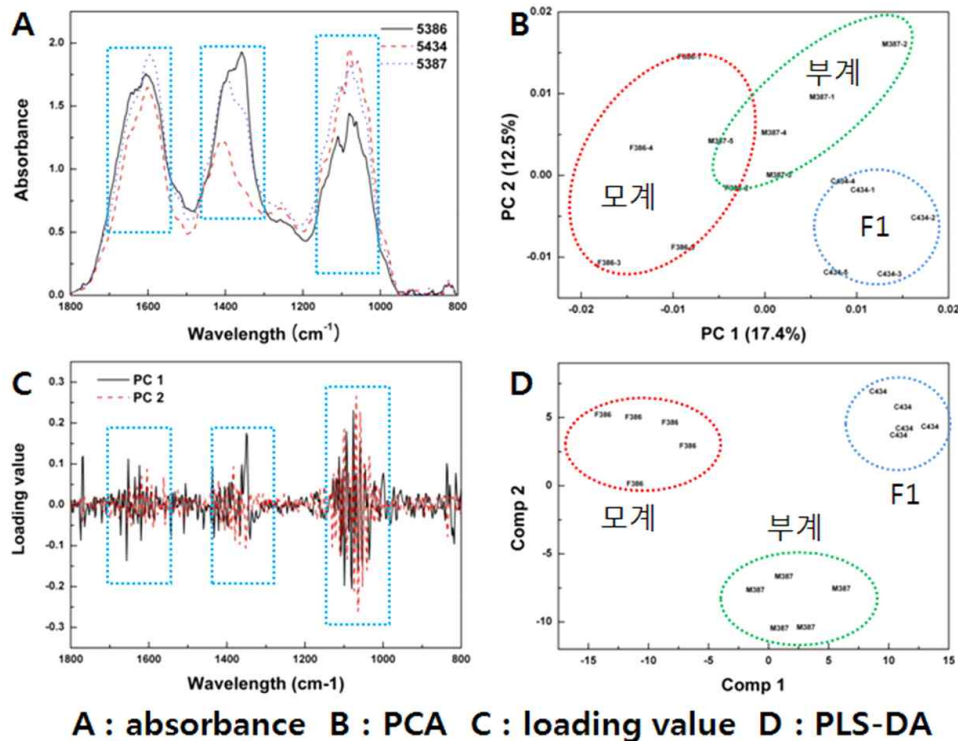 A
5386
5434
5387
2.0
1.5
1.0
0.5
0.0
Absorbance
1800 1600 1400 1200 1000 800
Wavelength (cm-1)
B
0.02
0.01
0.00
-0.01
PC 2 (12.5%)
F386-1
M387-2
부계
M387-1
F386-4
M387-5
M387-4
모계
C434-4
C434-1
F1
C434-2
F386-3
C434-5
C434-3
-0.02 -0.01 0.00 0.01 0.02
PC 1 (17.4%)
C
PC 1
PC 2
0.3
0.2
0.1
0.0
-0.1
-0.2
-0.3
Loading value
1800 1600 1400 1200 1000 800
Wavelength (cm-1)
D
5
0
-5
-10
Comp 2
C434
F386
C434
F386
F386
C434
C434
C434
F386
F386
F1
모계
부계
M387
M387
M387
M387
M387
-15 -10 -5 0 5 10 15
Comp 1
A : absorbance B : PCA C : loading value D : PLS-DA